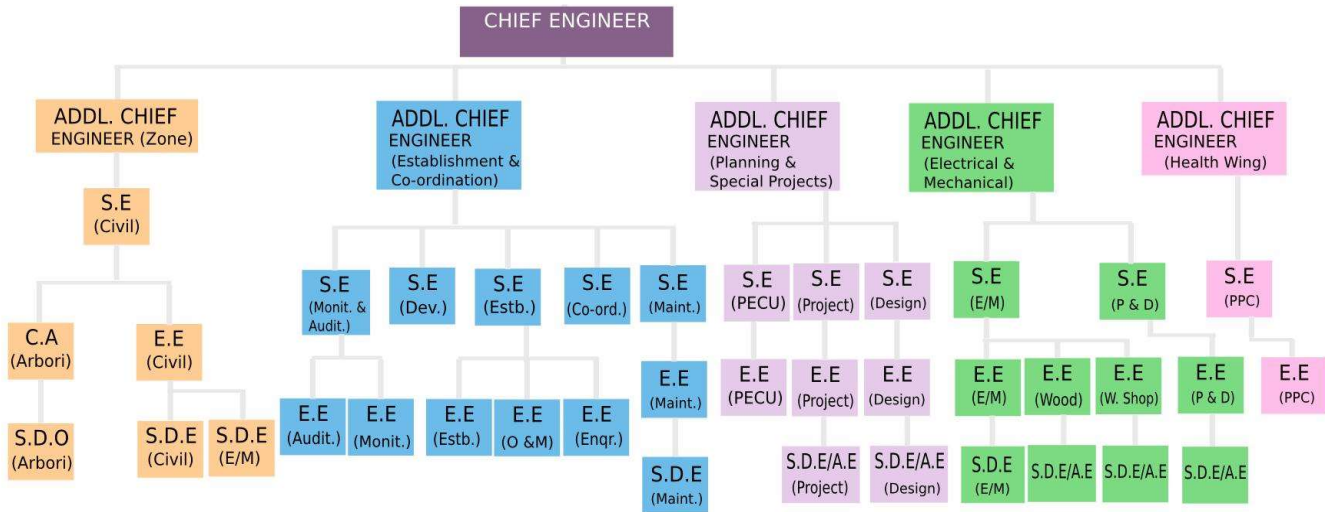 CHIEF ENGINEER
ADDL. CHIEF
ENGINEER (Zone)
S.E
(Civil)
C.A
(Arbori)
S.D.O
(Arbori)
E.E
(Civil)
S.D.E
(Civil)
S.D.E
(E/M)
ADDL. CHIEF
ENGINEER
(Establishment &
Co-ordination)
S.E
(Monit. &
Audit.)
E.E
(Audit.)
E.E
(Monit.)
S.E
(Dev.)
S.E
(Estb.)
E.E
(Estb.)
E.E
(O &M)
E.E
(Enqr.)
S.E
(Co-ord.)
S.E
(Maint.)
E.E
(Maint.)
S.D.E
(Maint.)
ADDL. CHIEF
ENGINEER
(Planning &
Special Projects)
S.E
(PECU)
E.E
(PECU)
S.E
(Project)
E.E
(Project)
S.D.E/A.E
(Project)
S.E
(Design)
E.E
(Design)
S.D.E/A.E
(Design)
ADDL. CHIEF
ENGINEER
(Electrical &
Mechanical)
S.E
(E/M)
E.E
(E/M)
S.D.E
(E/M)
E.E
(Wood)
S.D.E/A.E
E.E
(W. Shop)
S.D.E/A.E
S.E
(P & D)
E.E
(P & D)
S.D.E/A.E
ADDL. CHIEF
ENGINEER
(Health Wing)
S.E
(PPC)
E.E
(PPC)